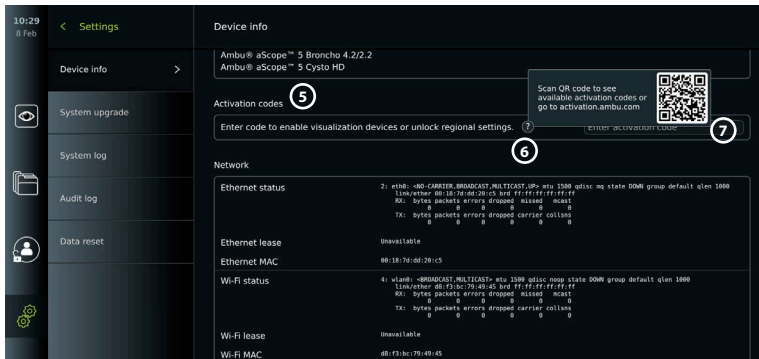 10:29
8 Feb
Settings
Device info
System upgrade
System log
Audit log
Data reset
Device info
Ambu® aScope™ 5 Broncho 4.2/2.2
Ambu® aScope™ 5 Cysto HD
Activation codes
5
Scan QR code to see
available activation codes or
go to activation.ambu.com
Enter code to enable visualization devices or unlock regional settings. ?
Enter activation code
6
7
Network
Ethernet status
2: eth0: <NO-CARRIER,BROADCAST,MULTICAST,UP> mtu 1500 qdisc mq state DOWN group default qlen 1000
link/ether 00:18:7d:dd:20:c5 brd ff:ff:ff:ff:ff:ff
RX: bytes packets errors dropped missed mcast
0 0 0 0 0 0
TX: bytes packets errors dropped carrier collsns
0 0 0 0 0 0
Ethernet lease
Unavailable
Ethernet MAC
00:18:7d:dd:20:c5
Wi-Fi status
4: wlan0: <BROADCAST,MULTICAST> mtu 1500 qdisc noop state DOWN group default qlen 1000
link/ether d8:f3:bc:79:49:45 brd ff:ff:ff:ff:ff:ff
RX: bytes packets errors dropped missed mcast
0 0 0 0 0 0
TX: bytes packets errors dropped carrier collsns
0 0 0 0 0 0
Wi-Fi lease
Unavailable
Wi-Fi MAC
d8:f3:bc:79:49:45